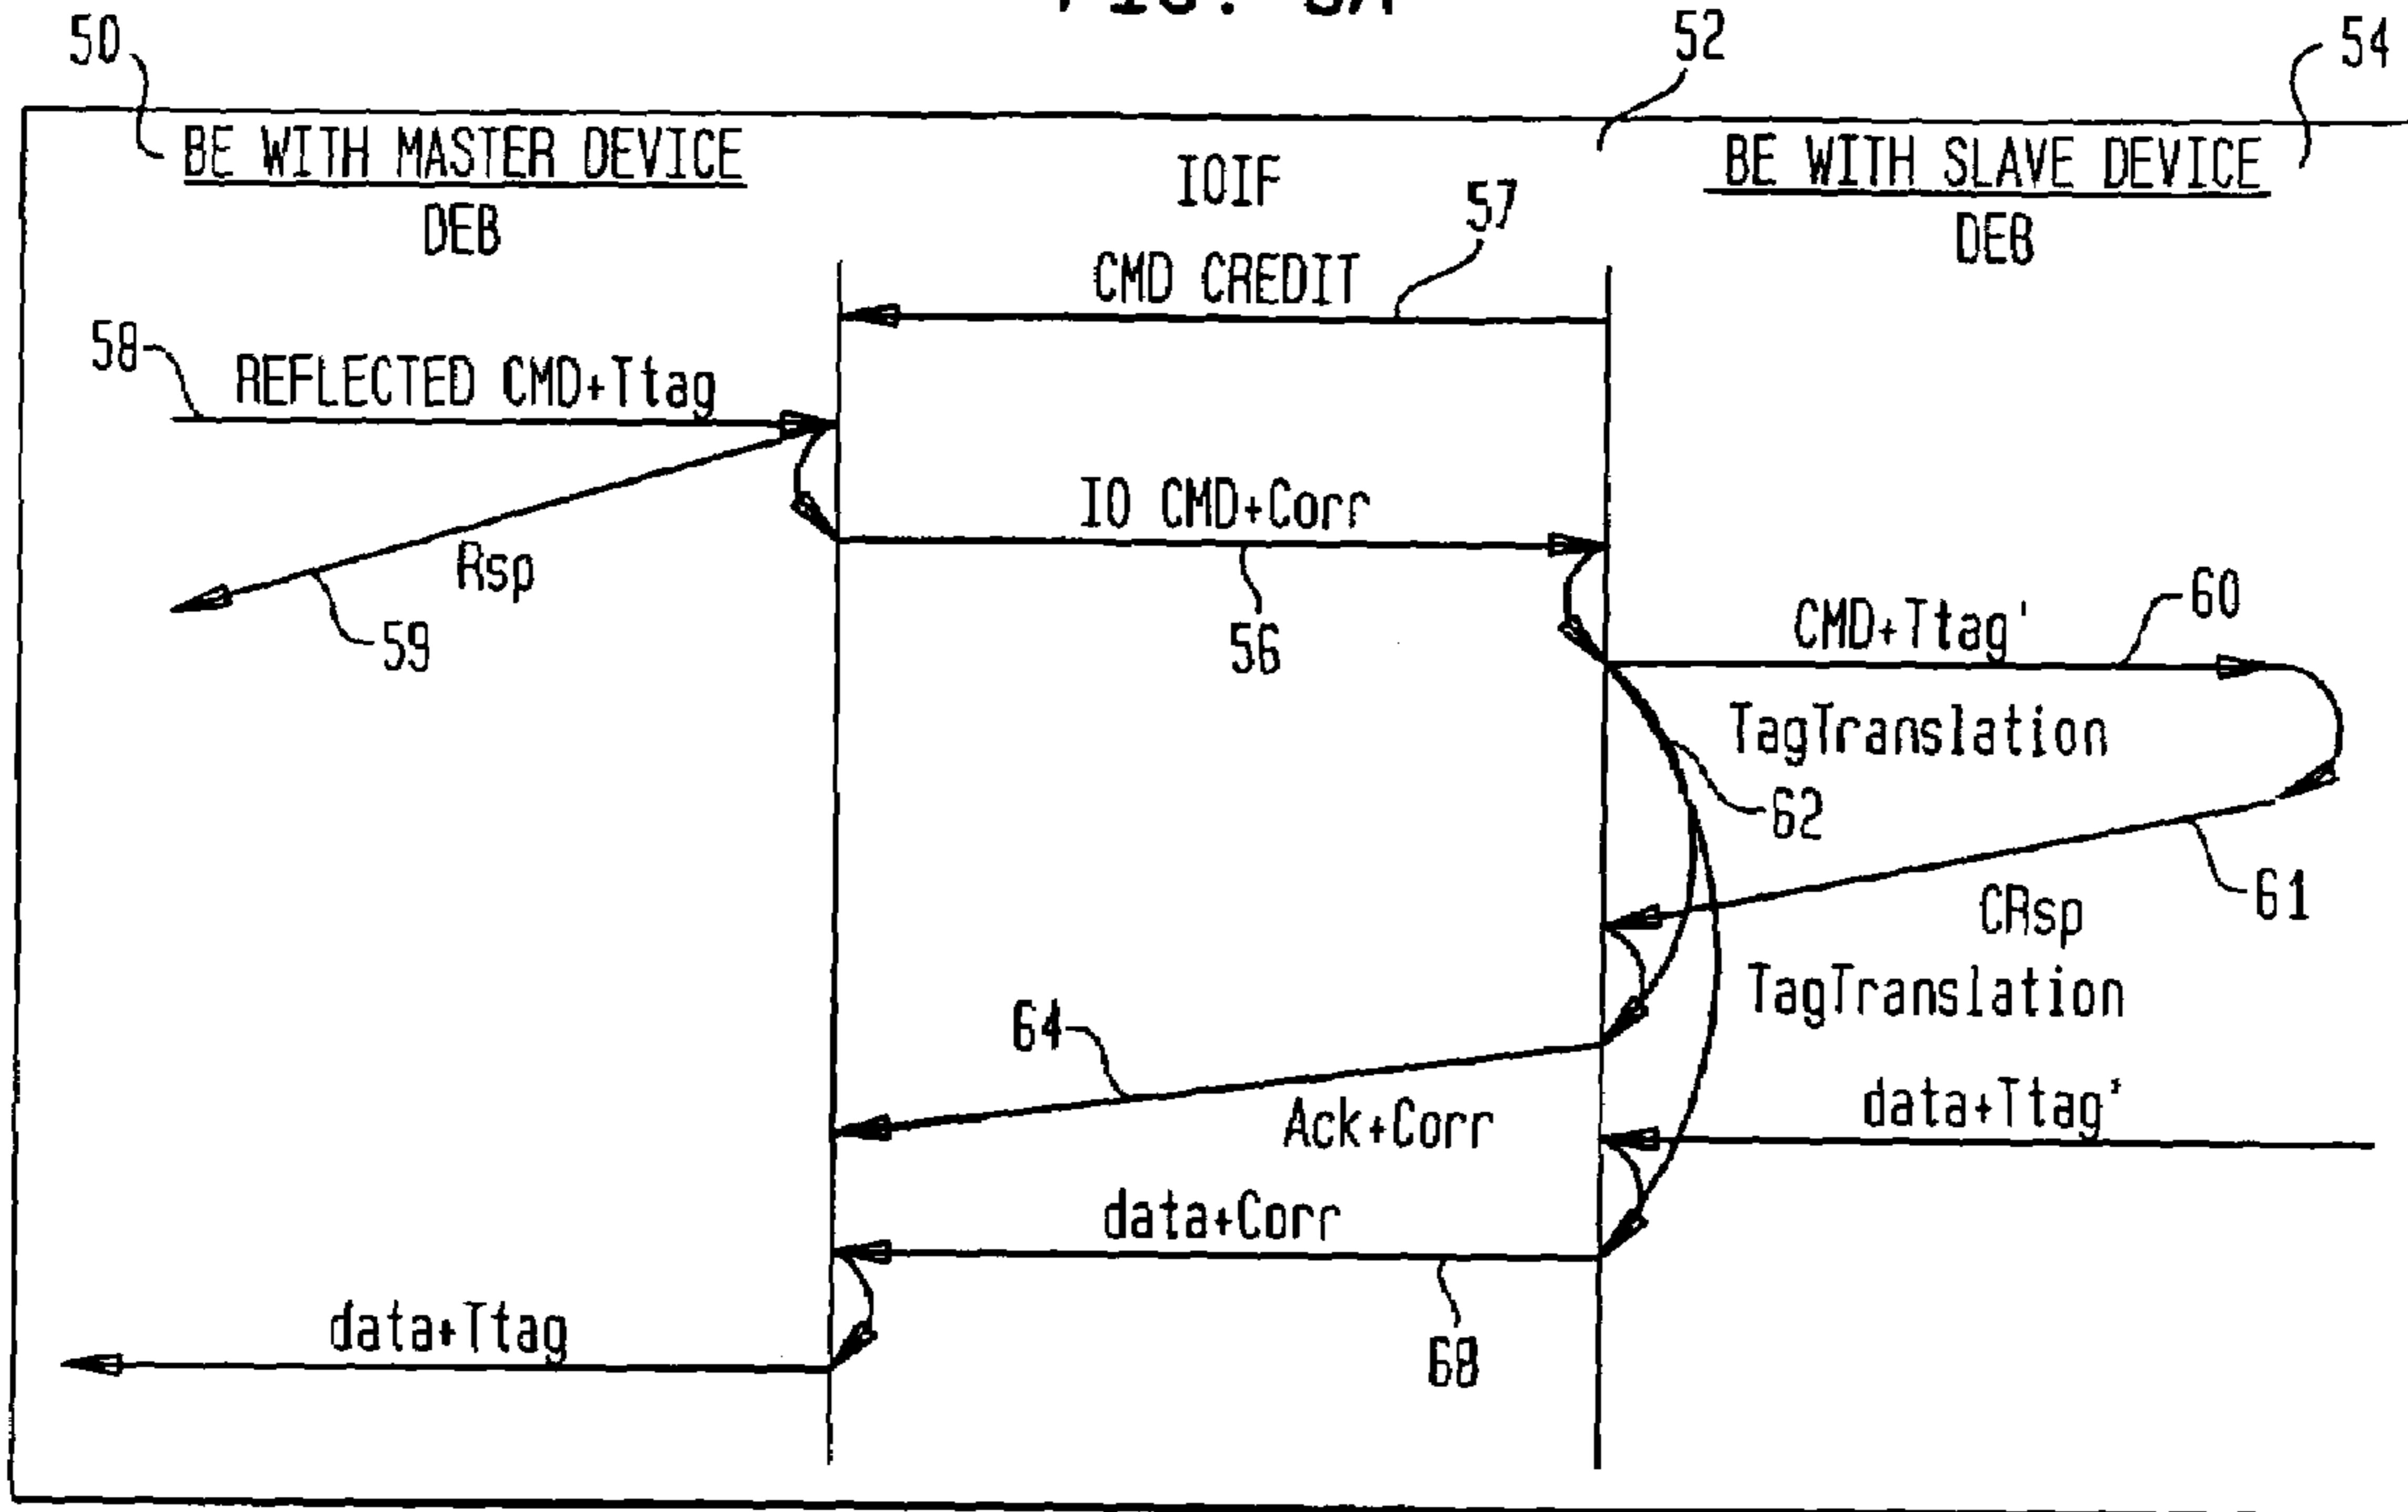 50
52
54
BE WITH MASTER DEVICE
DEB
IOIF
BE WITH SLAVE DEVICE
DEB
57
CMD CREDIT
58
REFLECTED CMD+Ttag
IO CMD+Corr
Rsp
59
56
CMD+Ttag'
60
TagTranslation
62
61
CRsp
TagTranslation
64
Ack+Corr
data+Ttag'
data+Corr
data+Ttag
68